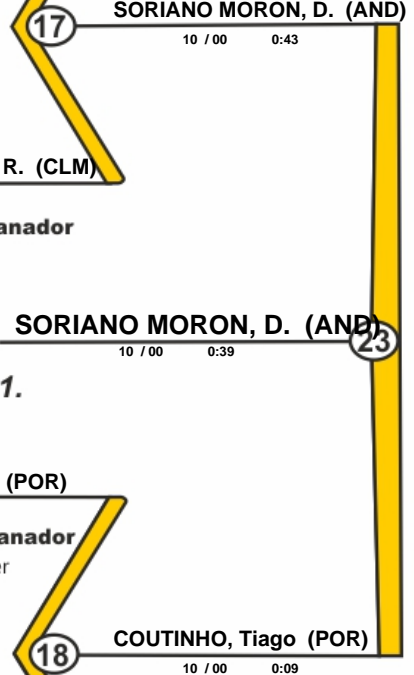 SORIANO MORON, D. (AND)
17
10 / 00 0:43
R. (CLM)
anador
SORIANO MORON, D. (AND)
23
10 / 00 0:39
1.
(POR)
anador
er
COUTINHO, Tiago (POR)
18
10 / 00 0:09